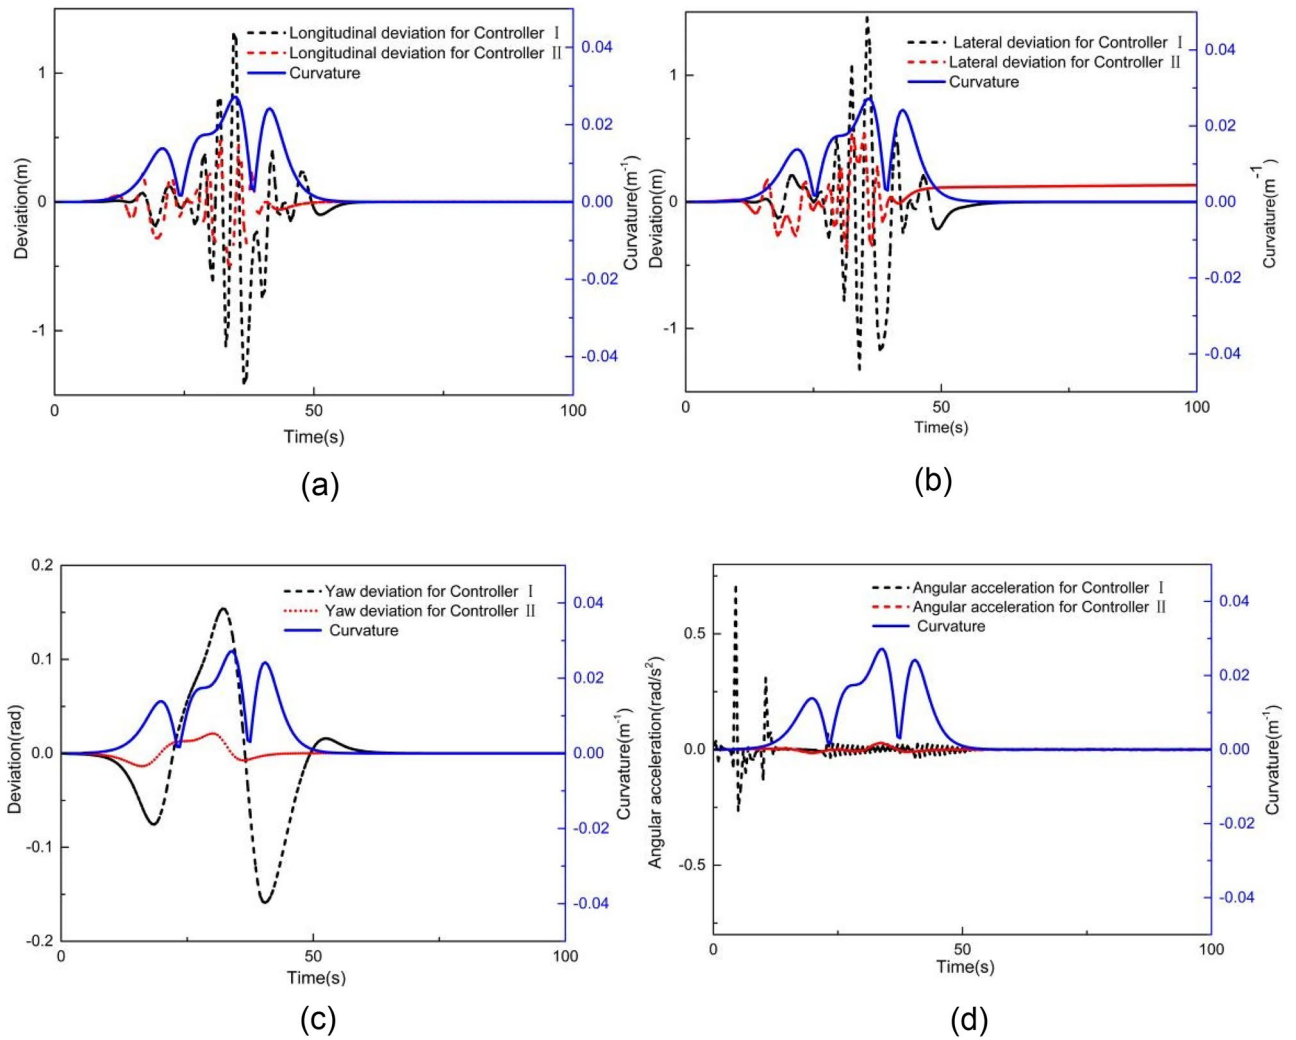 Longitudinal deviation for Controller Ⅰ
Longitudinal deviation for Controller Ⅱ
Curvature
1
0
-1
Deviation(m)
0.04
0.02
0.00
-0.02
-0.04
Curvature(m⁻¹)
0
50
100
Time(s)
(a)
Lateral deviation for Controller Ⅰ
Lateral deviation for Controller Ⅱ
Curvature
1
0
-1
Deviation(m)
0.04
0.02
0.00
-0.02
-0.04
Curvature(m⁻¹)
0
50
100
Time(s)
(b)
Yaw deviation for Controller Ⅰ
Yaw deviation for Controller Ⅱ
Curvature
0.2
0.1
0.0
-0.1
-0.2
Deviation(rad)
0.04
0.02
0.00
-0.02
-0.04
Curvature(m⁻¹)
0
50
100
Time(s)
(c)
Angular acceleration for Controller Ⅰ
Angular acceleration for Controller Ⅱ
Curvature
0.5
0.0
-0.5
Angular acceleration(rad/s²)
0.04
0.02
0.00
-0.02
-0.04
Curvature(m⁻¹)
0
50
100
Time(s)
(d)